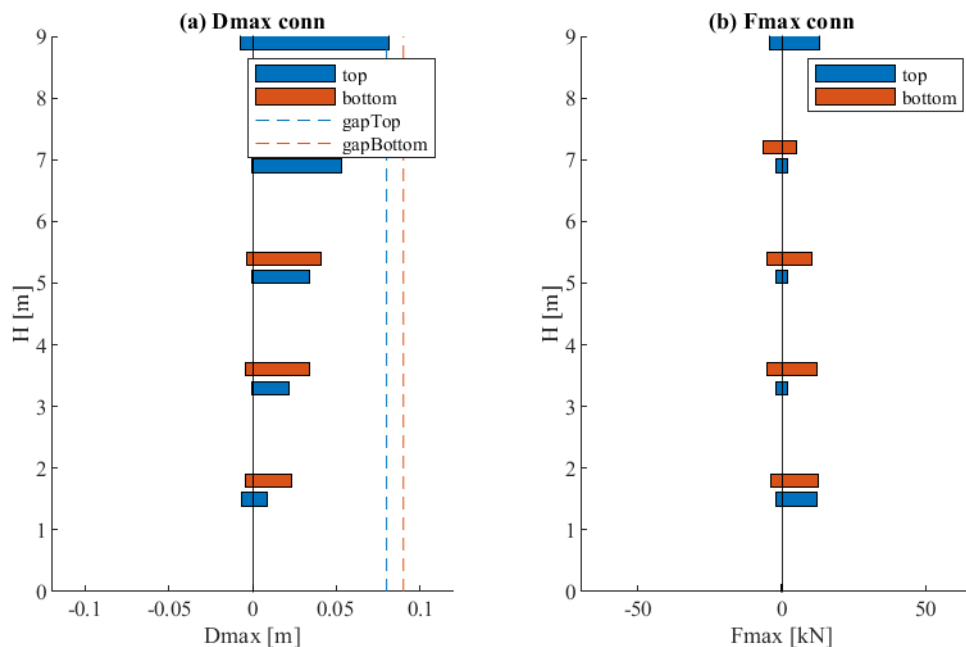 (a) Dmax conn
9
8
7
6
5
4
3
2
1
0
H [m]
-0.1 -0.05 0 0.05 0.1
Dmax [m]
top
bottom
gapTop
gapBottom
(b) Fmax conn
9
8
7
6
5
4
3
2
1
0
H [m]
-50 0 50
Fmax [kN]
top
bottom